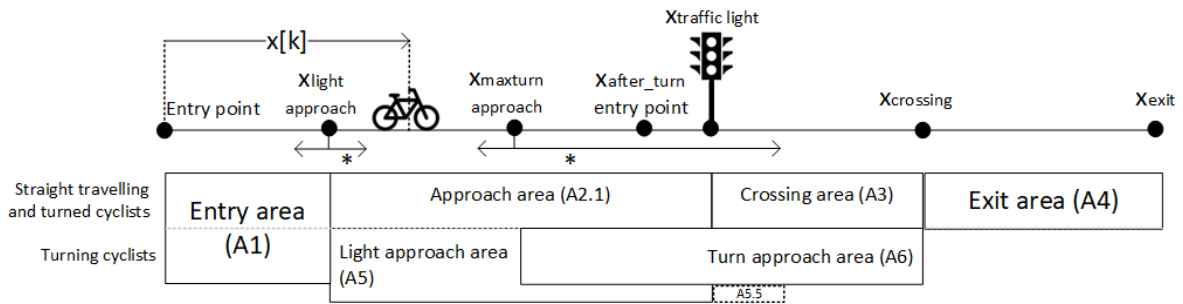 Xtraffic light
x[k]
Xlight
approach
Xmaxturn
approach
Xafter_turn
entry point
Entry point
Xcrossing
Xexit
*
*
Straight travelling
and turned cyclists
Entry area
(A1)
Approach area (A2.1)
Crossing area (A3)
Exit area (A4)
Turning cyclists
Light approach area
(A5)
Turn approach area (A6)
A5.5